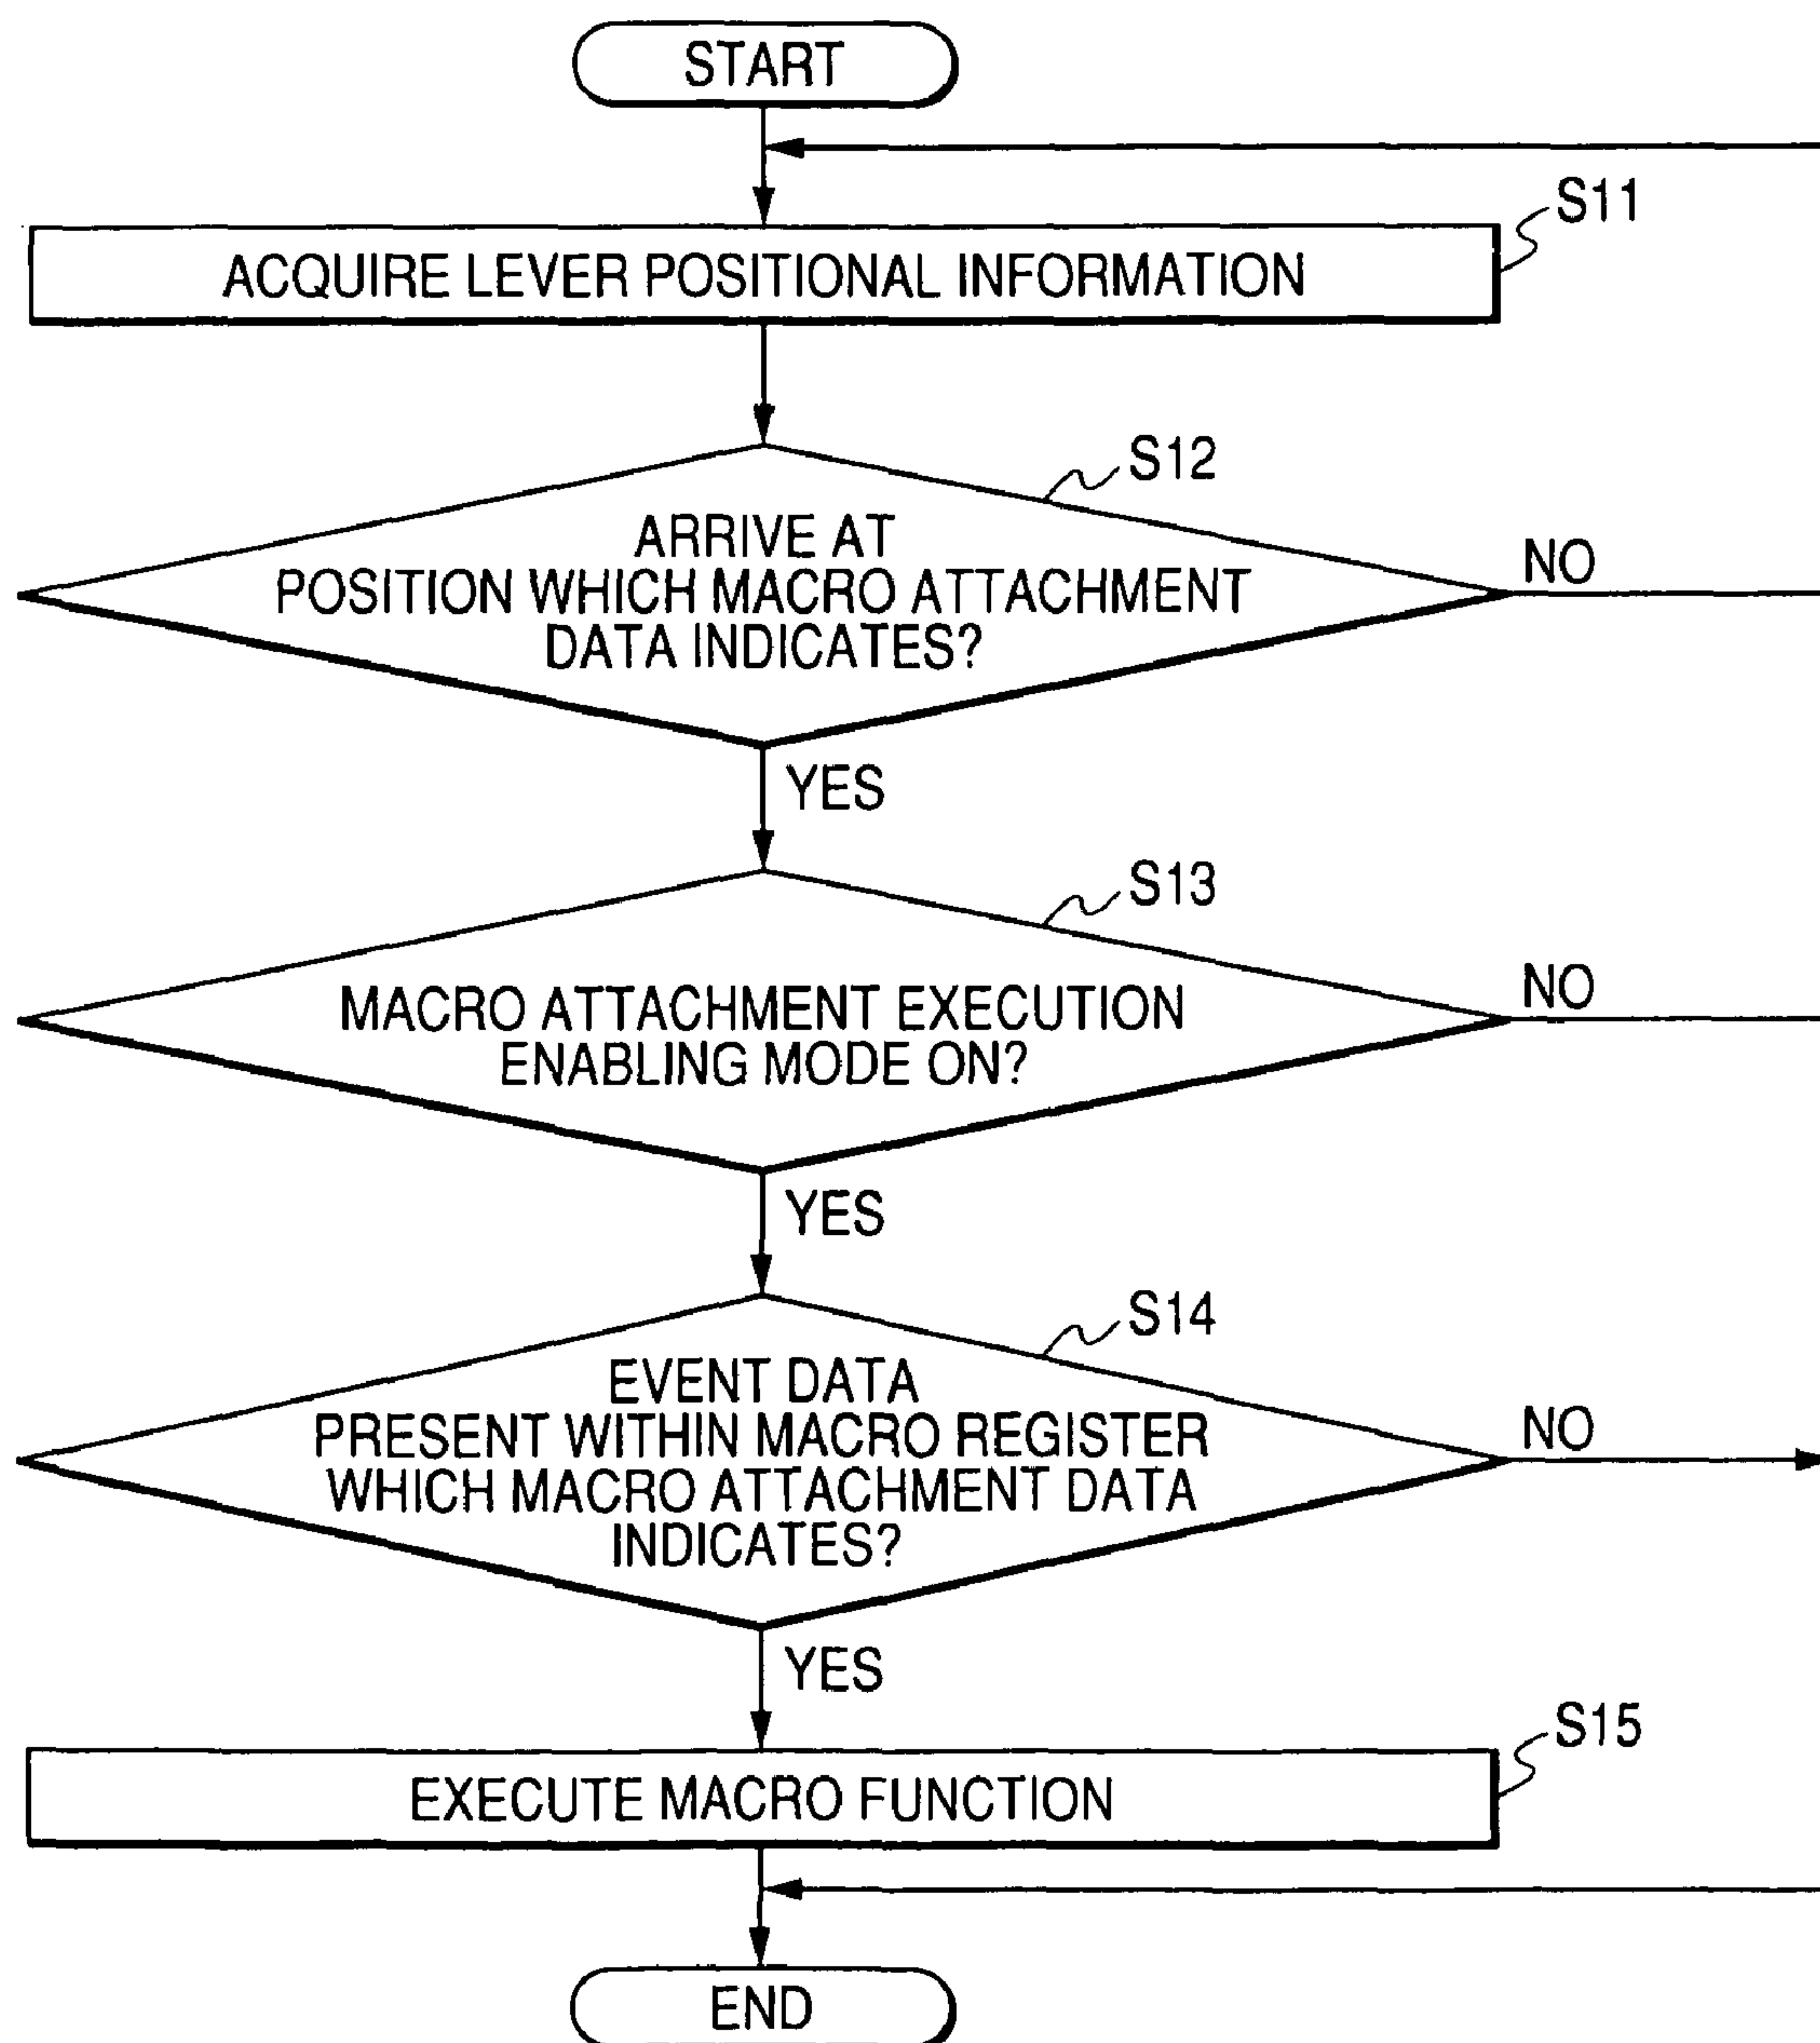 START
S11
ACQUIRE LEVER POSITIONAL INFORMATION
S12
ARRIVE AT
POSITION WHICH MACRO ATTACHMENT
DATA INDICATES?
NO
YES
S13
MACRO ATTACHMENT EXECUTION
ENABLING MODE ON?
NO
YES
S14
EVENT DATA
PRESENT WITHIN MACRO REGISTER
WHICH MACRO ATTACHMENT DATA
INDICATES?
NO
YES
S15
EXECUTE MACRO FUNCTION
END